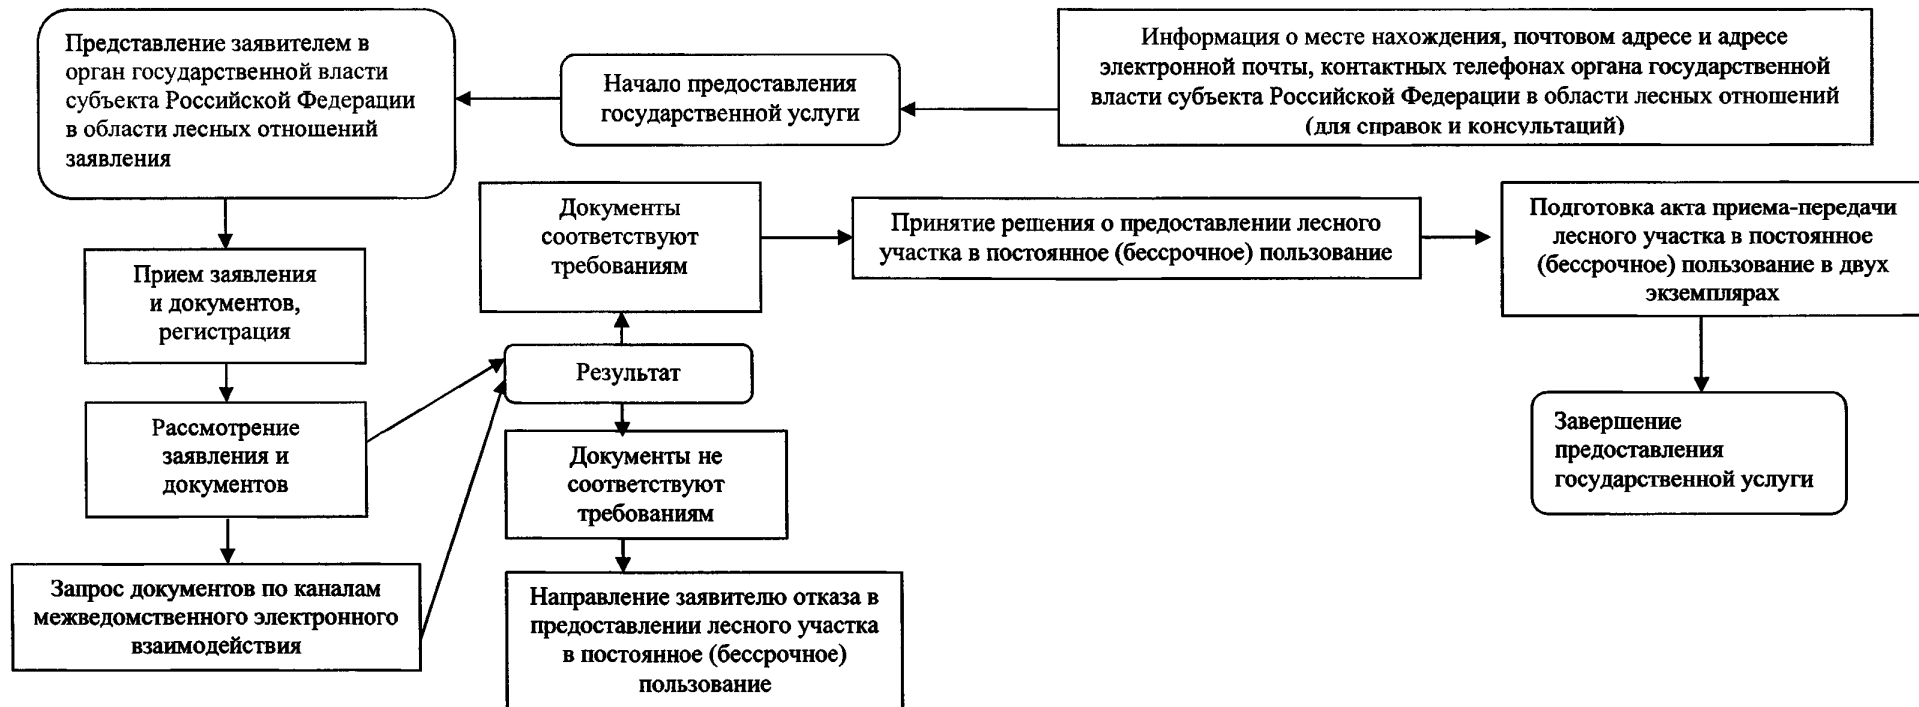 Представление заявителем в
орган государственной власти
субъекта Российской Федерации
в области лесных отношений
заявления
Начало предоставления
государственной услуги
Информация о месте нахождения, почтовом адресе и адресе
электронной почты, контактных телефонах органа государственной
власти субъекта Российской Федерации в области лесных отношений
(для справок и консультаций)
Прием заявления
и документов,
регистрация
Рассмотрение
заявления и
документов
Запрос документов по каналам
межведомственного электронного
взаимодействия
Документы
соответствуют
требованиям
Результат
Документы не
соответствуют
требованиям
Направление заявителю отказа в
предоставлении лесного участка
в постоянное (бессрочное)
пользование
Принятие решения о предоставлении лесного
участка в постоянное (бессрочное) пользование
Подготовка акта приема-передачи
лесного участка в постоянное
(бессрочное) пользование в двух
экземплярах
Завершение
предоставления
государственной услуги